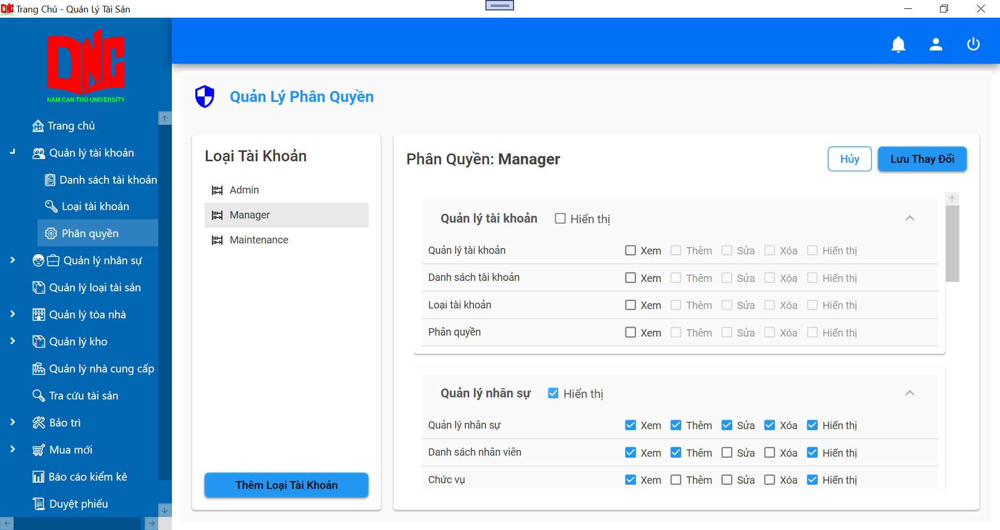 Trang Chủ - Quản Lý Tài Sản
DNC
NAM CAN THO UNIVERSITY
Trang chủ
Quản lý tài khoản
Danh sách tài khoản
Loại tài khoản
Phân quyền
Quản lý nhân sự
Quản lý loại tài sản
Quản lý tòa nhà
Quản lý kho
Quản lý nhà cung cấp
Tra cứu tài sản
Bảo trì
Mua mới
Báo cáo kiểm kê
Duyệt phiếu
Quản Lý Phân Quyền
Loại Tài Khoản
Admin
Manager
Maintenance
Thêm Loại Tài Khoản
Phân Quyền: Manager
Hủy
Lưu Thay Đổi
Quản lý tài khoản Hiển thị
Quản lý tài khoản Xem Thêm Sửa Xóa Hiển thị
Danh sách tài khoản Xem Thêm Sửa Xóa Hiển thị
Loại tài khoản Xem Thêm Sửa Xóa Hiển thị
Phân quyền Xem Thêm Sửa Xóa Hiển thị
Quản lý nhân sự Hiển thị
Quản lý nhân sự Xem Thêm Sửa Xóa Hiển thị
Danh sách nhân viên Xem Thêm Sửa Xóa Hiển thị
Chức vụ Xem Thêm Sửa Xóa Hiển thị